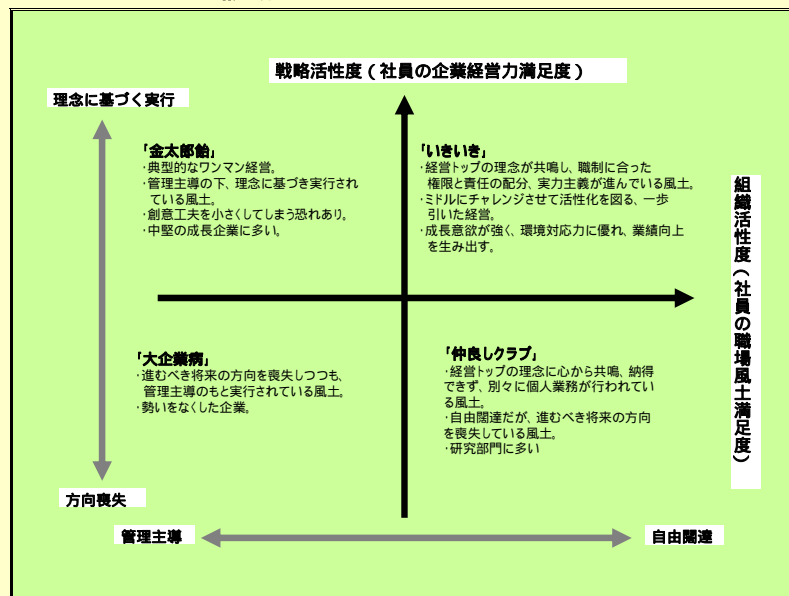 戦略活性度(社員の企業経営力満足度)
理念に基づく実行
「金太郎飴」
・典型的なワンマン経営。
・管理主導の下、理念に基づき実行され
ている風土。
・創意工夫を小さくしてしまう恐れあり。
・中堅の成長企業に多い。
「いきいき」
・経営トップの理念が共鳴し、職制に合った
権限と責任の配分、実力主義が進んでいる風土。
・ミドルにチャレンジさせて活性化を図る、一歩
引いた経営。
・成長意欲が強く、環境対応力に優れ、業績向上
を生み出す。
組織活性度(社員の職場風土満足度)
「大企業病」
・進むべき将来の方向を喪失しつつも、
管理主導のもと実行されている風土。
・勢いをなくした企業。
「仲良しクラブ」
・経営トップの理念に心から共鳴、納得
できず、別々に個人業務が行われてい
る風土。
・自由闊達だが、進むべき将来の方向
を喪失している風土。
・研究部門に多い
方向喪失
管理主導
自由闊達